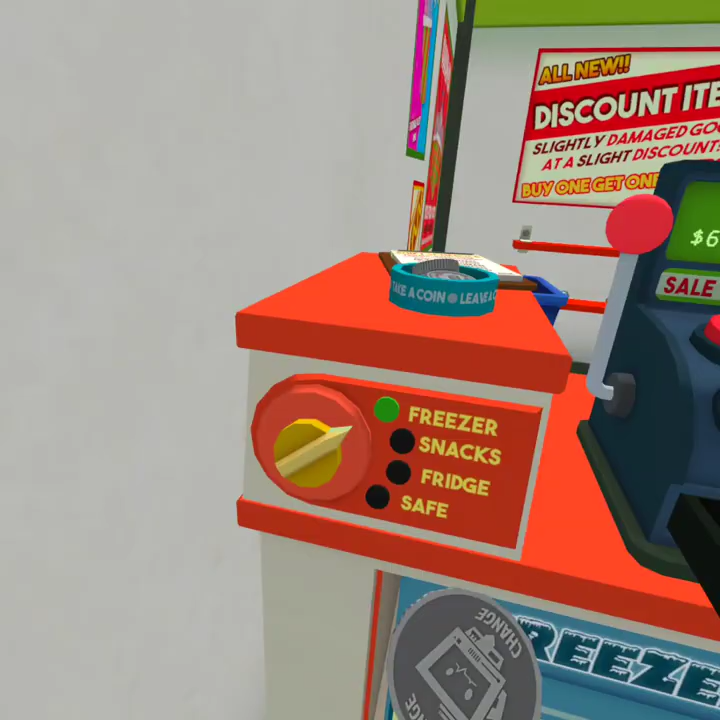 ALL NEW!!
DISCOUNT ITE
SLIGHTLY DAMAGED GOO
AT A SLIGHT DISCOUNT!
BUY ONE GET ONE
$6
SALE
TAKE A COIN LEAVE A C
FREEZER
SNACKS
FRIDGE
SAFE
CHANGE
REEZE